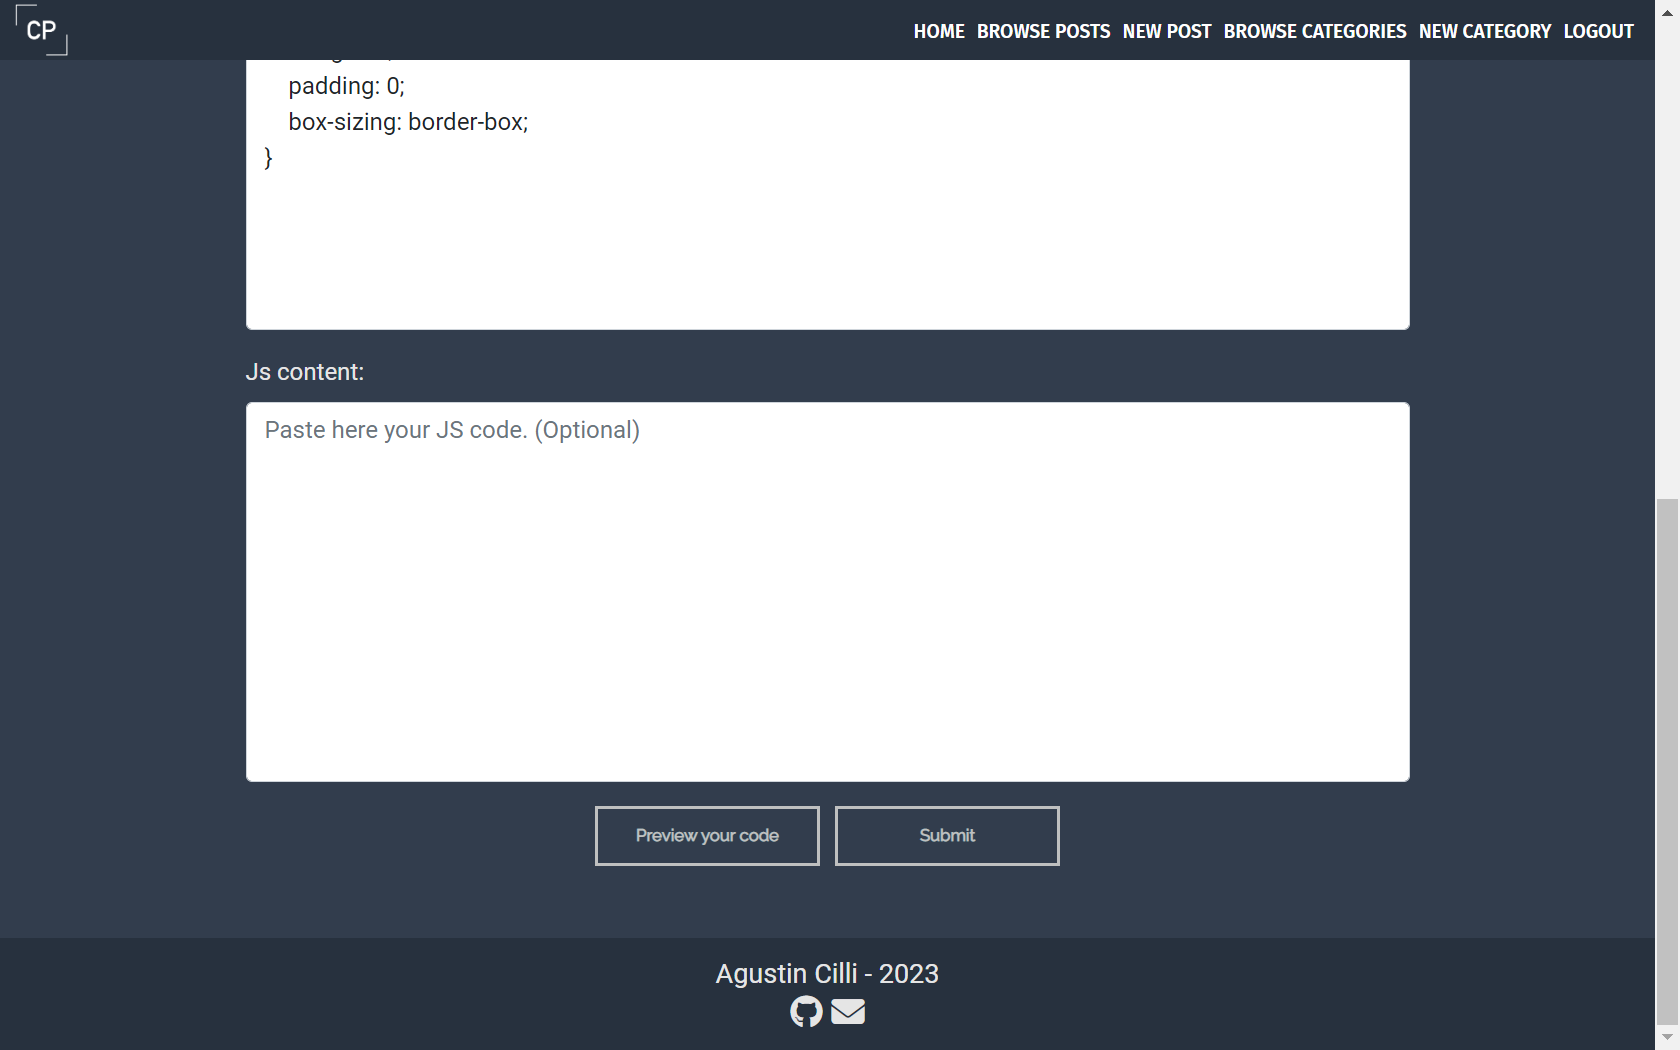 CP
HOME BROWSE POSTS NEW POST BROWSE CATEGORIES NEW CATEGORY LOGOUT
padding: 0;
box-sizing: border-box;
}
Js content:
Paste here your JS code. (Optional)
Preview your code Submit
Agustin Cilli - 2023